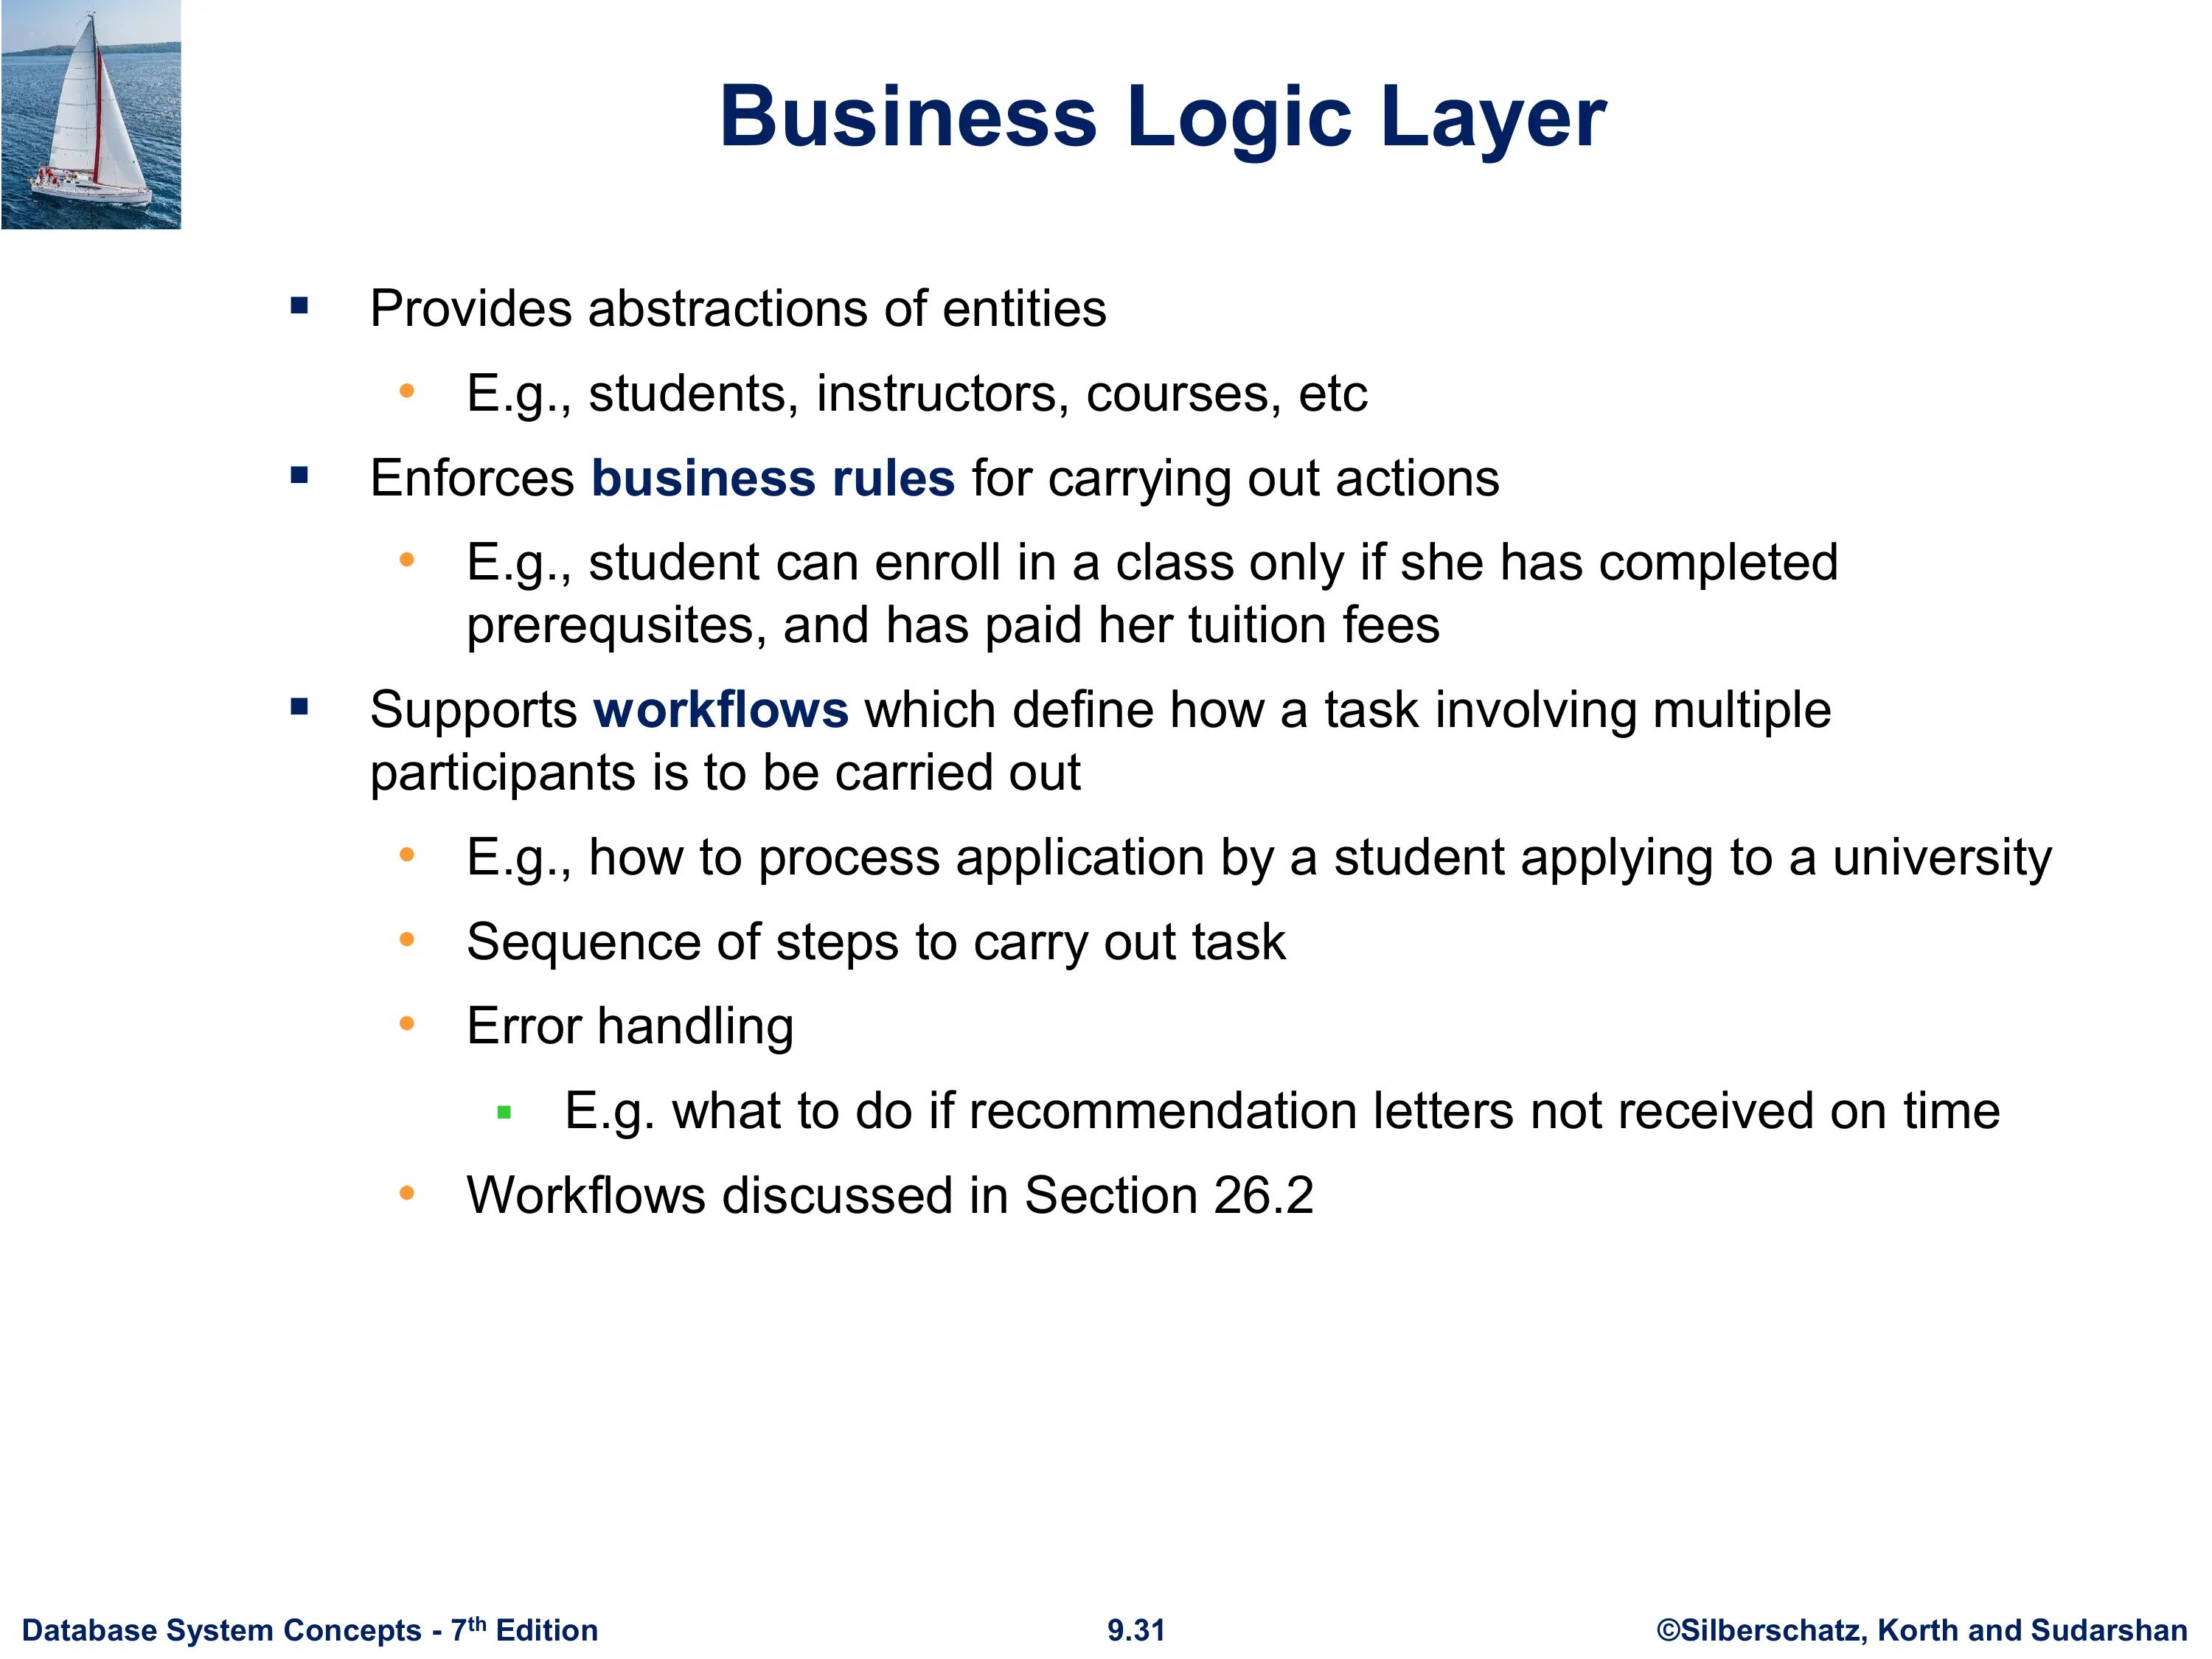 Business Logic Layer
▪ Provides abstractions of entities
• E.g., students, instructors, courses, etc
▪ Enforces business rules for carrying out actions
• E.g., student can enroll in a class only if she has completed
prerequsites, and has paid her tuition fees
▪ Supports workflows which define how a task involving multiple
participants is to be carried out
• E.g., how to process application by a student applying to a university
• Sequence of steps to carry out task
• Error handling
▪ E.g. what to do if recommendation letters not received on time
• Workflows discussed in Section 26.2
Database System Concepts - 7th Edition
9.31
©Silberschatz, Korth and Sudarshan